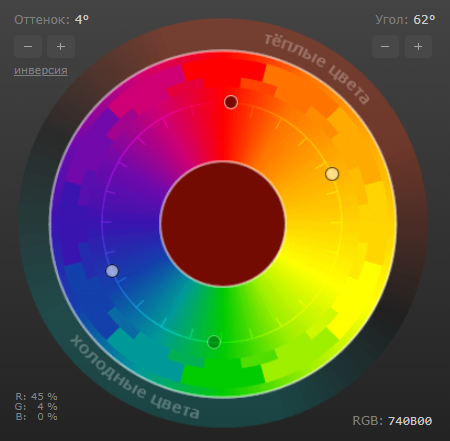 Оттенок: 4° Угол: 62°
− + − +
инверсия
тёплые цвета
холодные цвета
R: 45 %
G: 4 %
B: 0 % RGB: 740B00